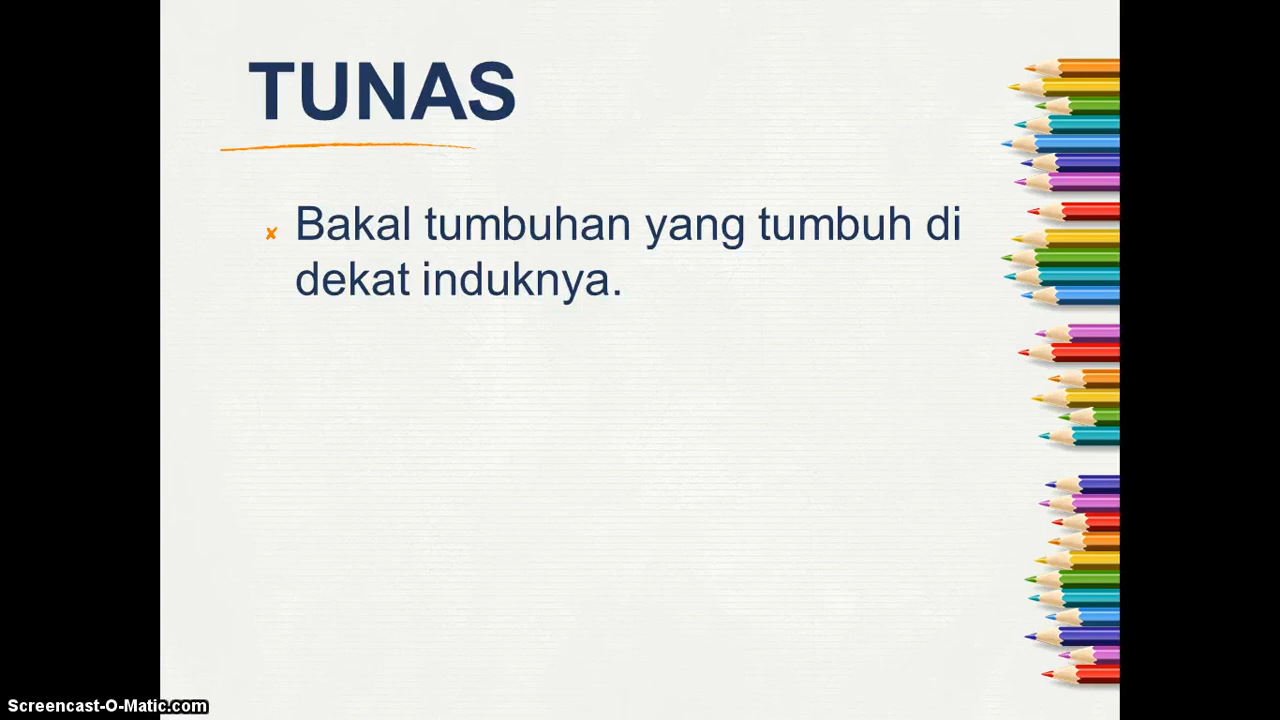 TUNAS
✘ Bakal tumbuhan yang tumbuh di
dekat induknya.
Screencast-O-Matic.com